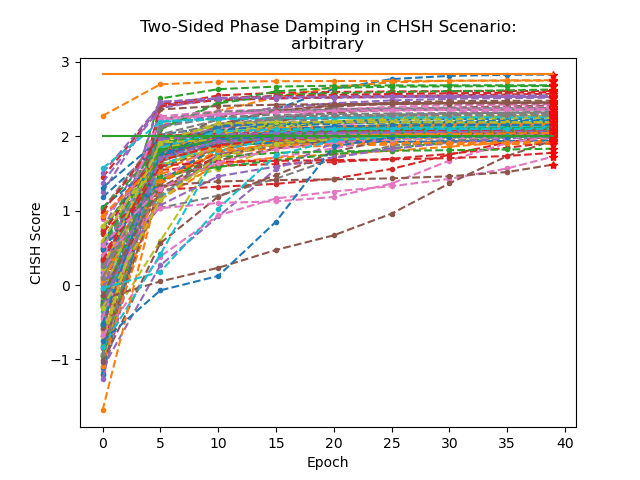 Two-Sided Phase Damping in CHSH Scenario:
arbitrary
3
2
1
0
−1
CHSH Score
0 5 10 15 20 25 30 35 40
Epoch